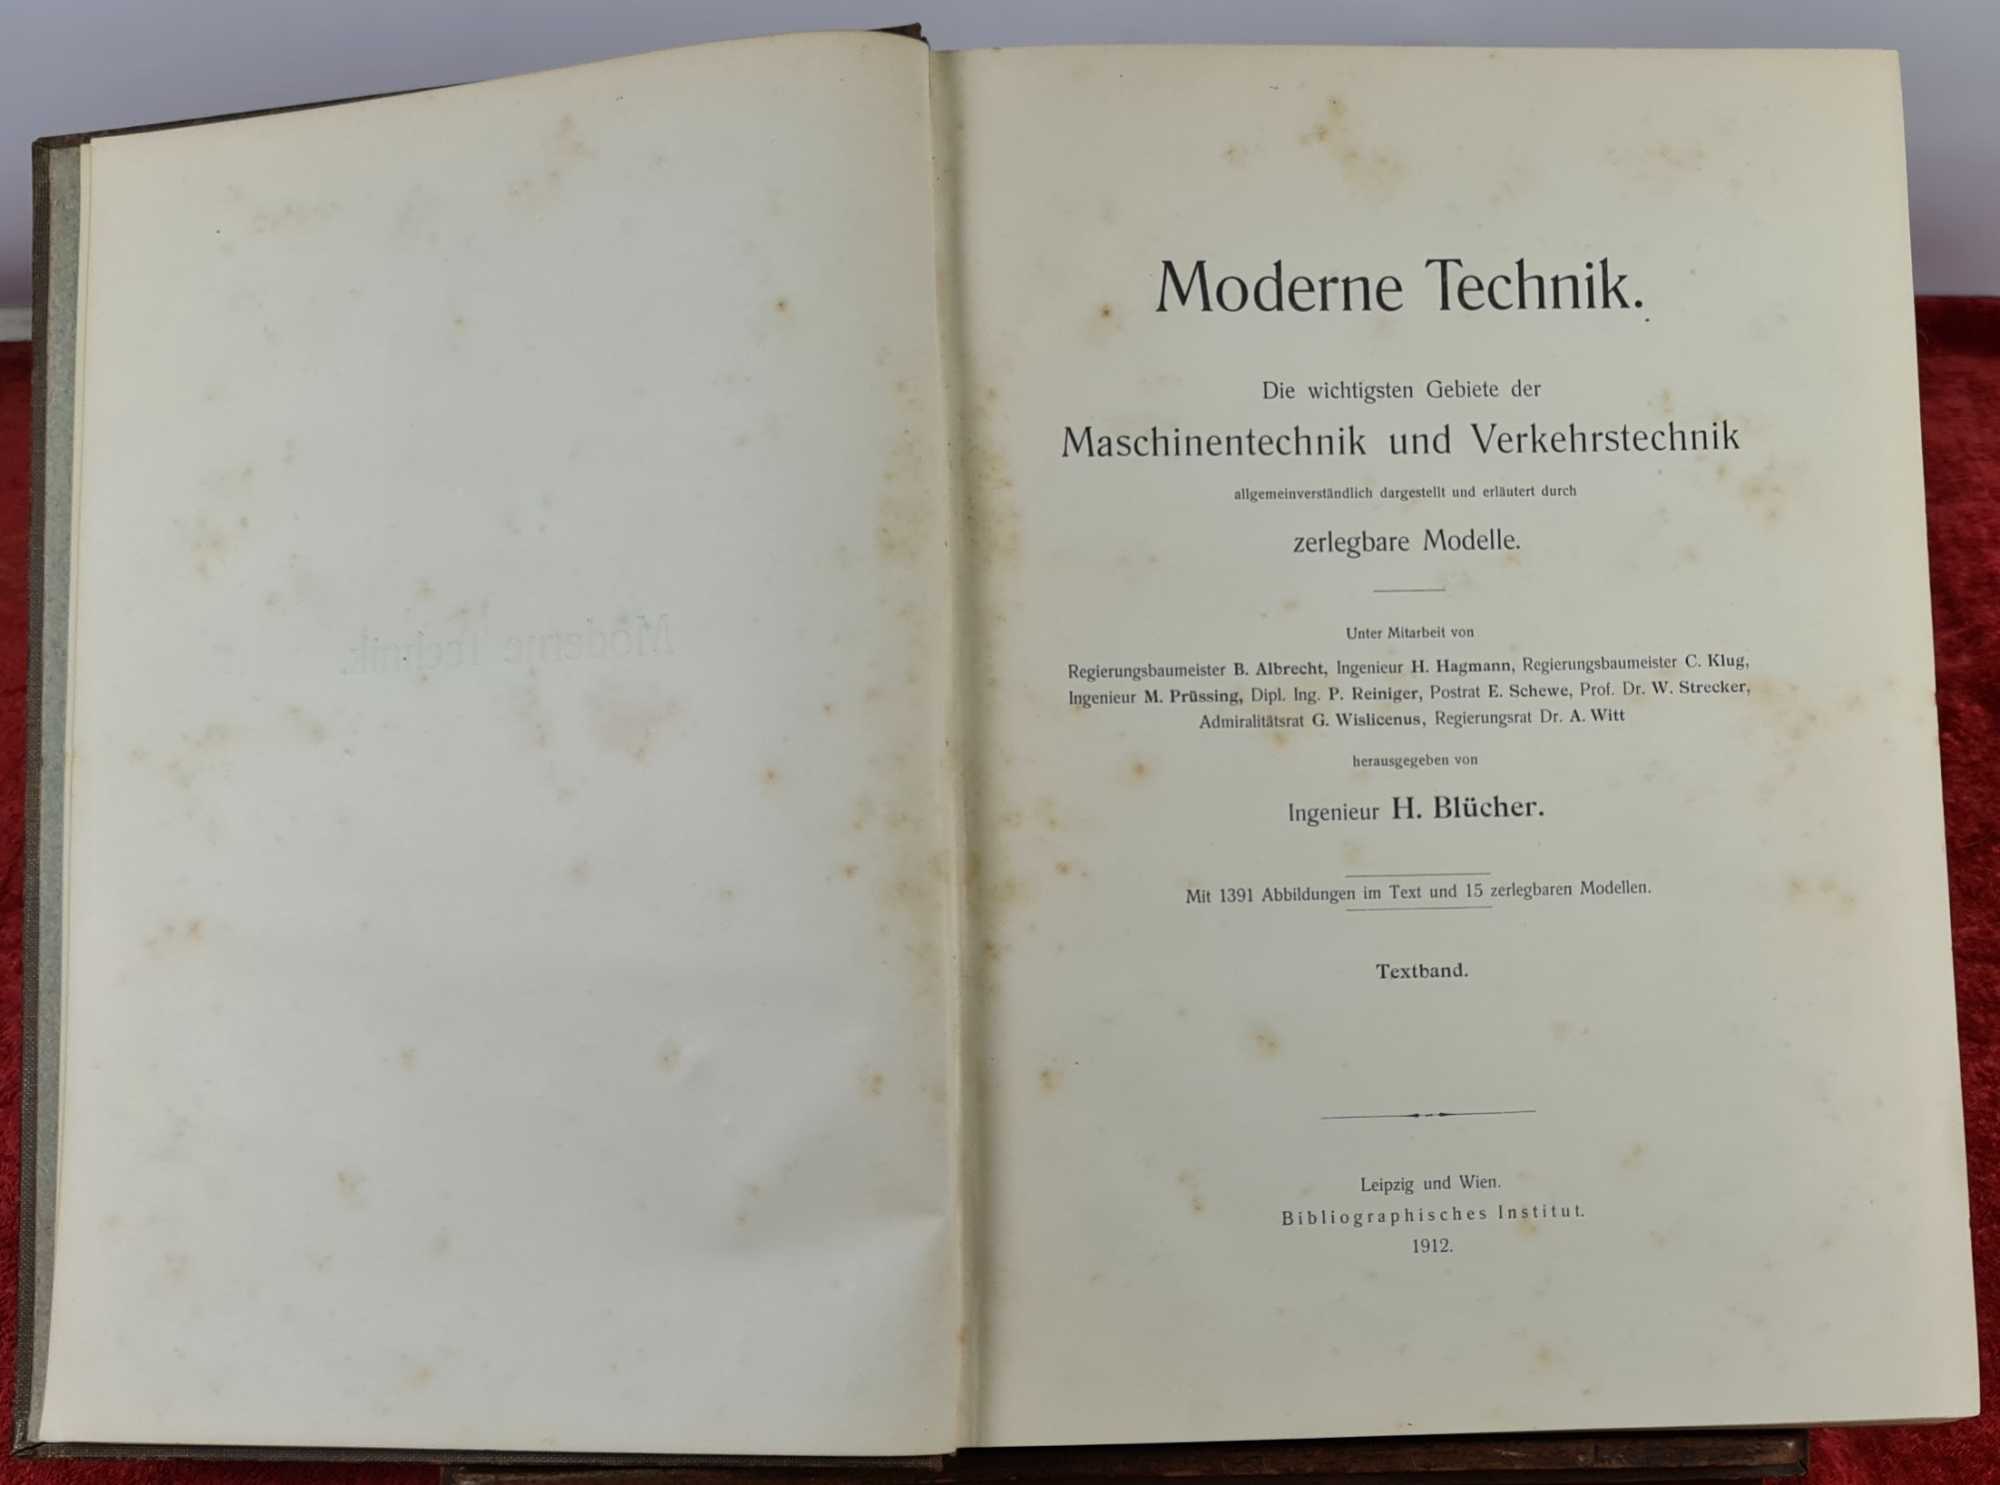 Moderne Technik.
Moderne Technik.
Die wichtigsten Gebiete der
Maschinentechnik und Verkehrstechnik
allgemeinverständlich dargestellt und erläutert durch
zerlegbare Modelle.
Unter Mitarbeit von
Regierungsbaumeister B. Albrecht, Ingenieur H. Hagmann, Regierungsbaumeister C. Klug,
Ingenieur M. Prüssing, Dipl. Ing. P. Reiniger, Postrat E. Schewe, Prof. Dr. W. Strecker,
Admiralitätsrat G. Wislicenus, Regierungsrat Dr. A. Witt
herausgegeben von
Ingenieur H. Blücher.
Mit 1391 Abbildungen im Text und 15 zerlegbaren Modellen.
Textband.
Leipzig und Wien.
Bibliographisches Institut.
1912.